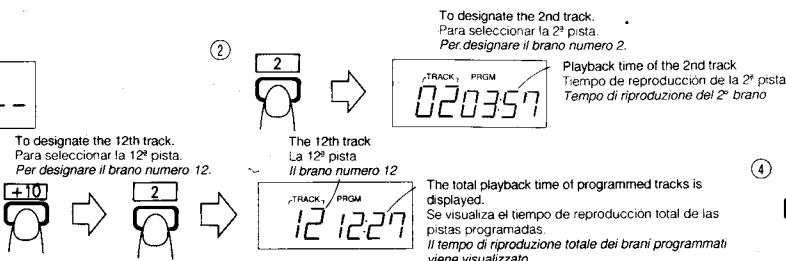 To designate the 2nd track.
Para seleccionar la 2ª pista.
Per designare il brano numero 2.
②
2
TRACK PRGM
02 03:57
Playback time of the 2nd track
Tiempo de reproducción de la 2ª pista
Tempo di riproduzione del 2° brano
--
To designate the 12th track.
Para seleccionar la 12ª pista.
Per designare il brano numero 12.
The 12th track
La 12ª pista
Il brano numero 12
+10
2
TRACK PRGM
12 12:27
The total playback time of programmed tracks is
displayed.
Se visualiza el tiempo de reproducción total de las
pistas programadas.
Il tempo di riproduzione totale dei brani programmati
viene visualizzato.
④